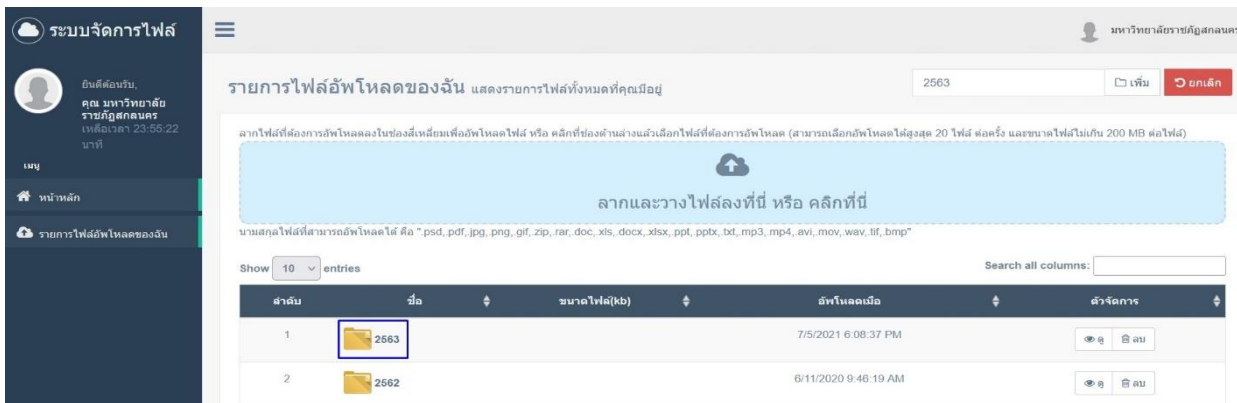 ระบบจัดการไฟล์
มหาวิทยาลัยราชภัฏสกลนคร
ยินดีต้อนรับ,
คุณ มหาวิทยาลัย
ราชภัฏสกลนคร
เหลือเวลา 23:55:22
นาที
เมนู
หน้าหลัก
รายการไฟล์อัพโหลดของฉัน
รายการไฟล์อัพโหลดของฉัน แสดงรายการไฟล์ทั้งหมดที่คุณมีอยู่
2563 เพิ่ม ยกเลิก
ลากไฟล์ที่ต้องการอัพโหลดลงในช่องสี่เหลี่ยมเพื่ออัพโหลดไฟล์ หรือ คลิกที่ช่องด้านล่างแล้วเลือกไฟล์ที่ต้องการอัพโหลด (สามารถเลือกอัพโหลดได้สูงสุด 20 ไฟล์ ต่อครั้ง และขนาดไฟล์ไม่เกิน 200 MB ต่อไฟล์)
ลากและวางไฟล์ลงที่นี่ หรือ คลิกที่นี่
นามสกุลไฟล์ที่สามารถอัพโหลดได้ คือ ".psd,.pdf,.jpg,.png,.gif,.zip,.rar,.doc,.xls,.docx,.xlsx,.ppt,.pptx,.txt,.mp3,.mp4,.avi,.mov,.wav,.tif,.bmp"
Show 10 entries
Search all columns:
ลำดับ ชื่อ ขนาดไฟล์(kb) อัพโหลดเมื่อ ตัวจัดการ
1 2563 7/5/2021 6:08:37 PM ดู ลบ
2 2562 6/11/2020 9:46:19 AM ดู ลบ